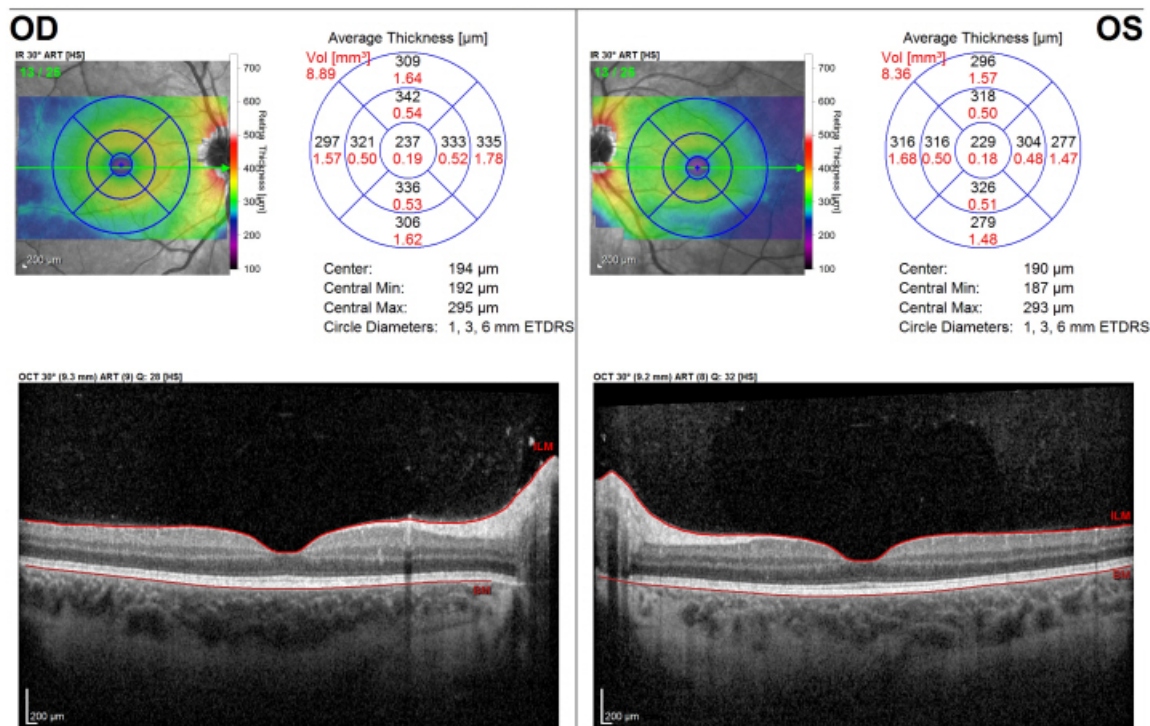 OD
IR 30° ART [HS]
13 / 25
200 µm
700
600
500
400
300
200
100
Retina Thickness [µm]
Average Thickness [µm]
Vol [mm³]
8.89
309
1.64
342
0.54
297 321 237 333 335
1.57 0.50 0.19 0.52 1.78
336
0.53
306
1.62
Center: 194 µm
Central Min: 192 µm
Central Max: 295 µm
Circle Diameters: 1, 3, 6 mm ETDRS
OS
IR 30° ART [HS]
13 / 25
200 µm
700
600
500
400
300
200
100
Retina Thickness [µm]
Average Thickness [µm]
Vol [mm³]
8.36
296
1.57
318
0.50
316 316 229 304 277
1.68 0.50 0.18 0.48 1.47
326
0.51
279
1.48
Center: 190 µm
Central Min: 187 µm
Central Max: 293 µm
Circle Diameters: 1, 3, 6 mm ETDRS
OCT 30° (9.3 mm) ART (9) Q: 28 [HS]
ILM
BM
200 µm
OCT 30° (9.2 mm) ART (8) Q: 32 [HS]
ILM
BM
200 µm